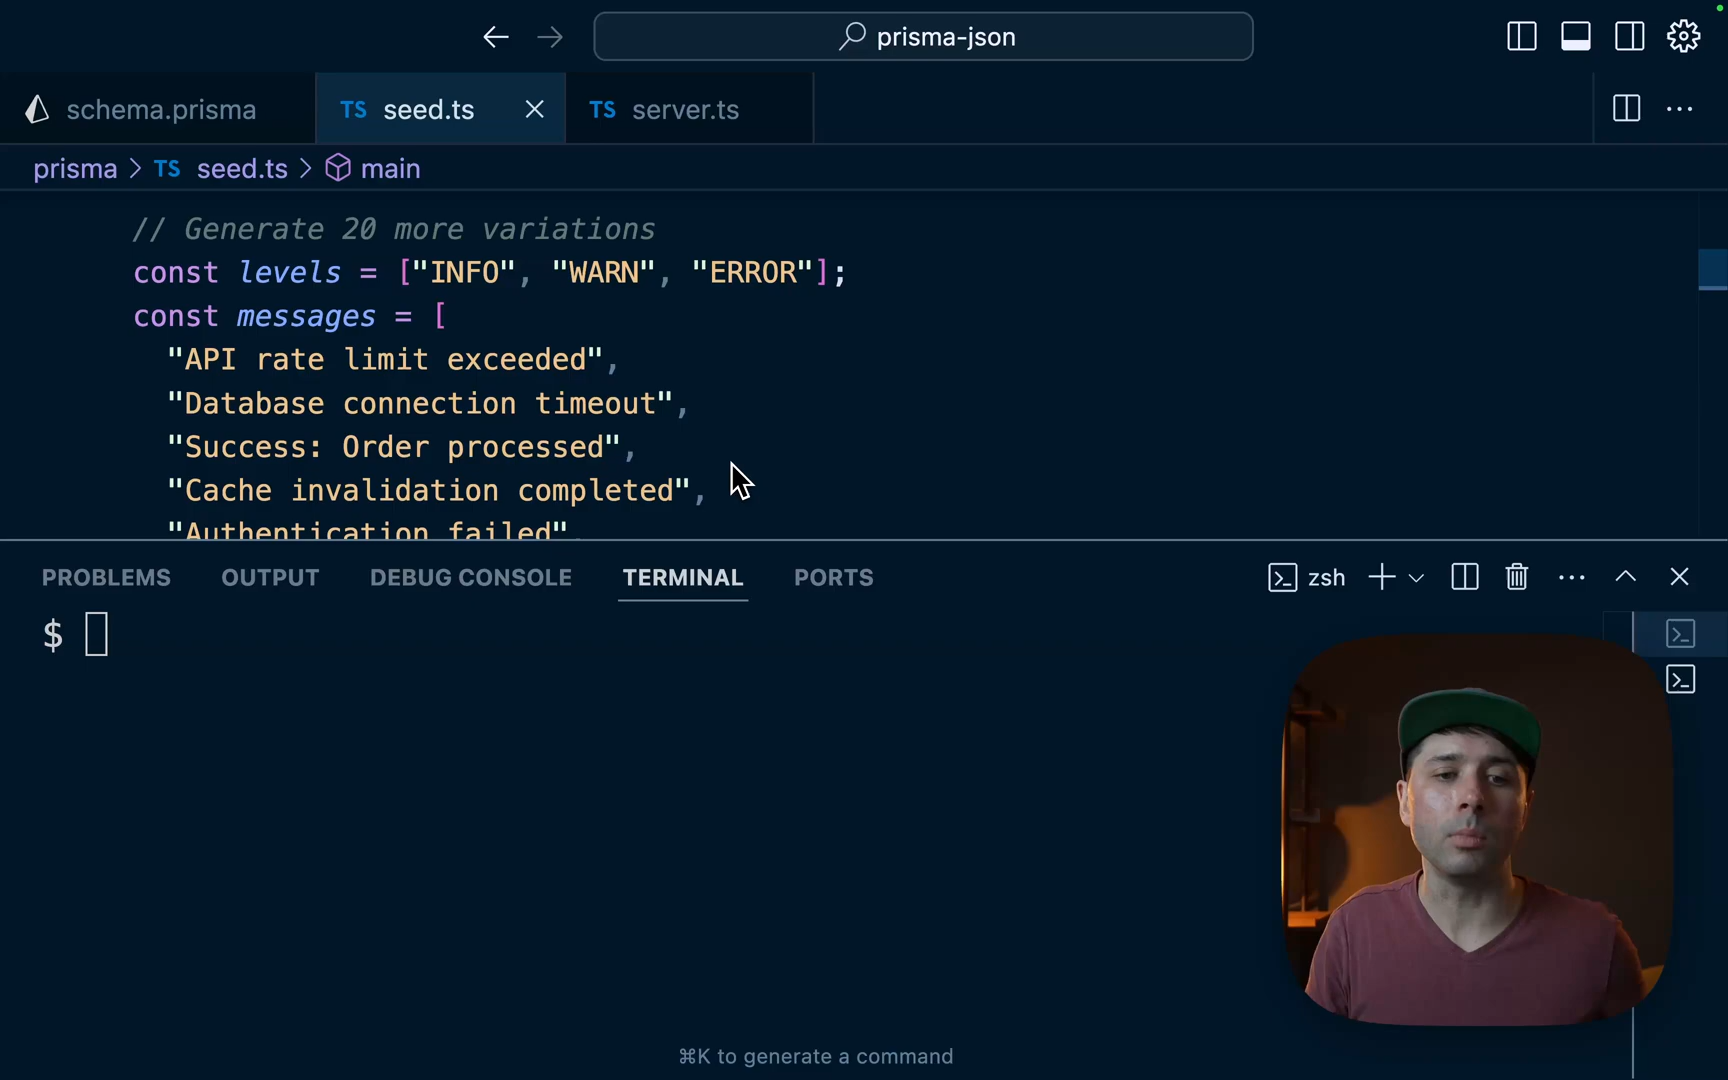 prisma-json
schema.prisma
TS seed.ts
TS server.ts
prisma > TS seed.ts > main
// Generate 20 more variations
const levels = ["INFO", "WARN", "ERROR"];
const messages = [
"API rate limit exceeded",
"Database connection timeout",
"Success: Order processed",
"Cache invalidation completed",
"Authentication failed",
PROBLEMS OUTPUT DEBUG CONSOLE TERMINAL PORTS
zsh
$
⌘K to generate a command